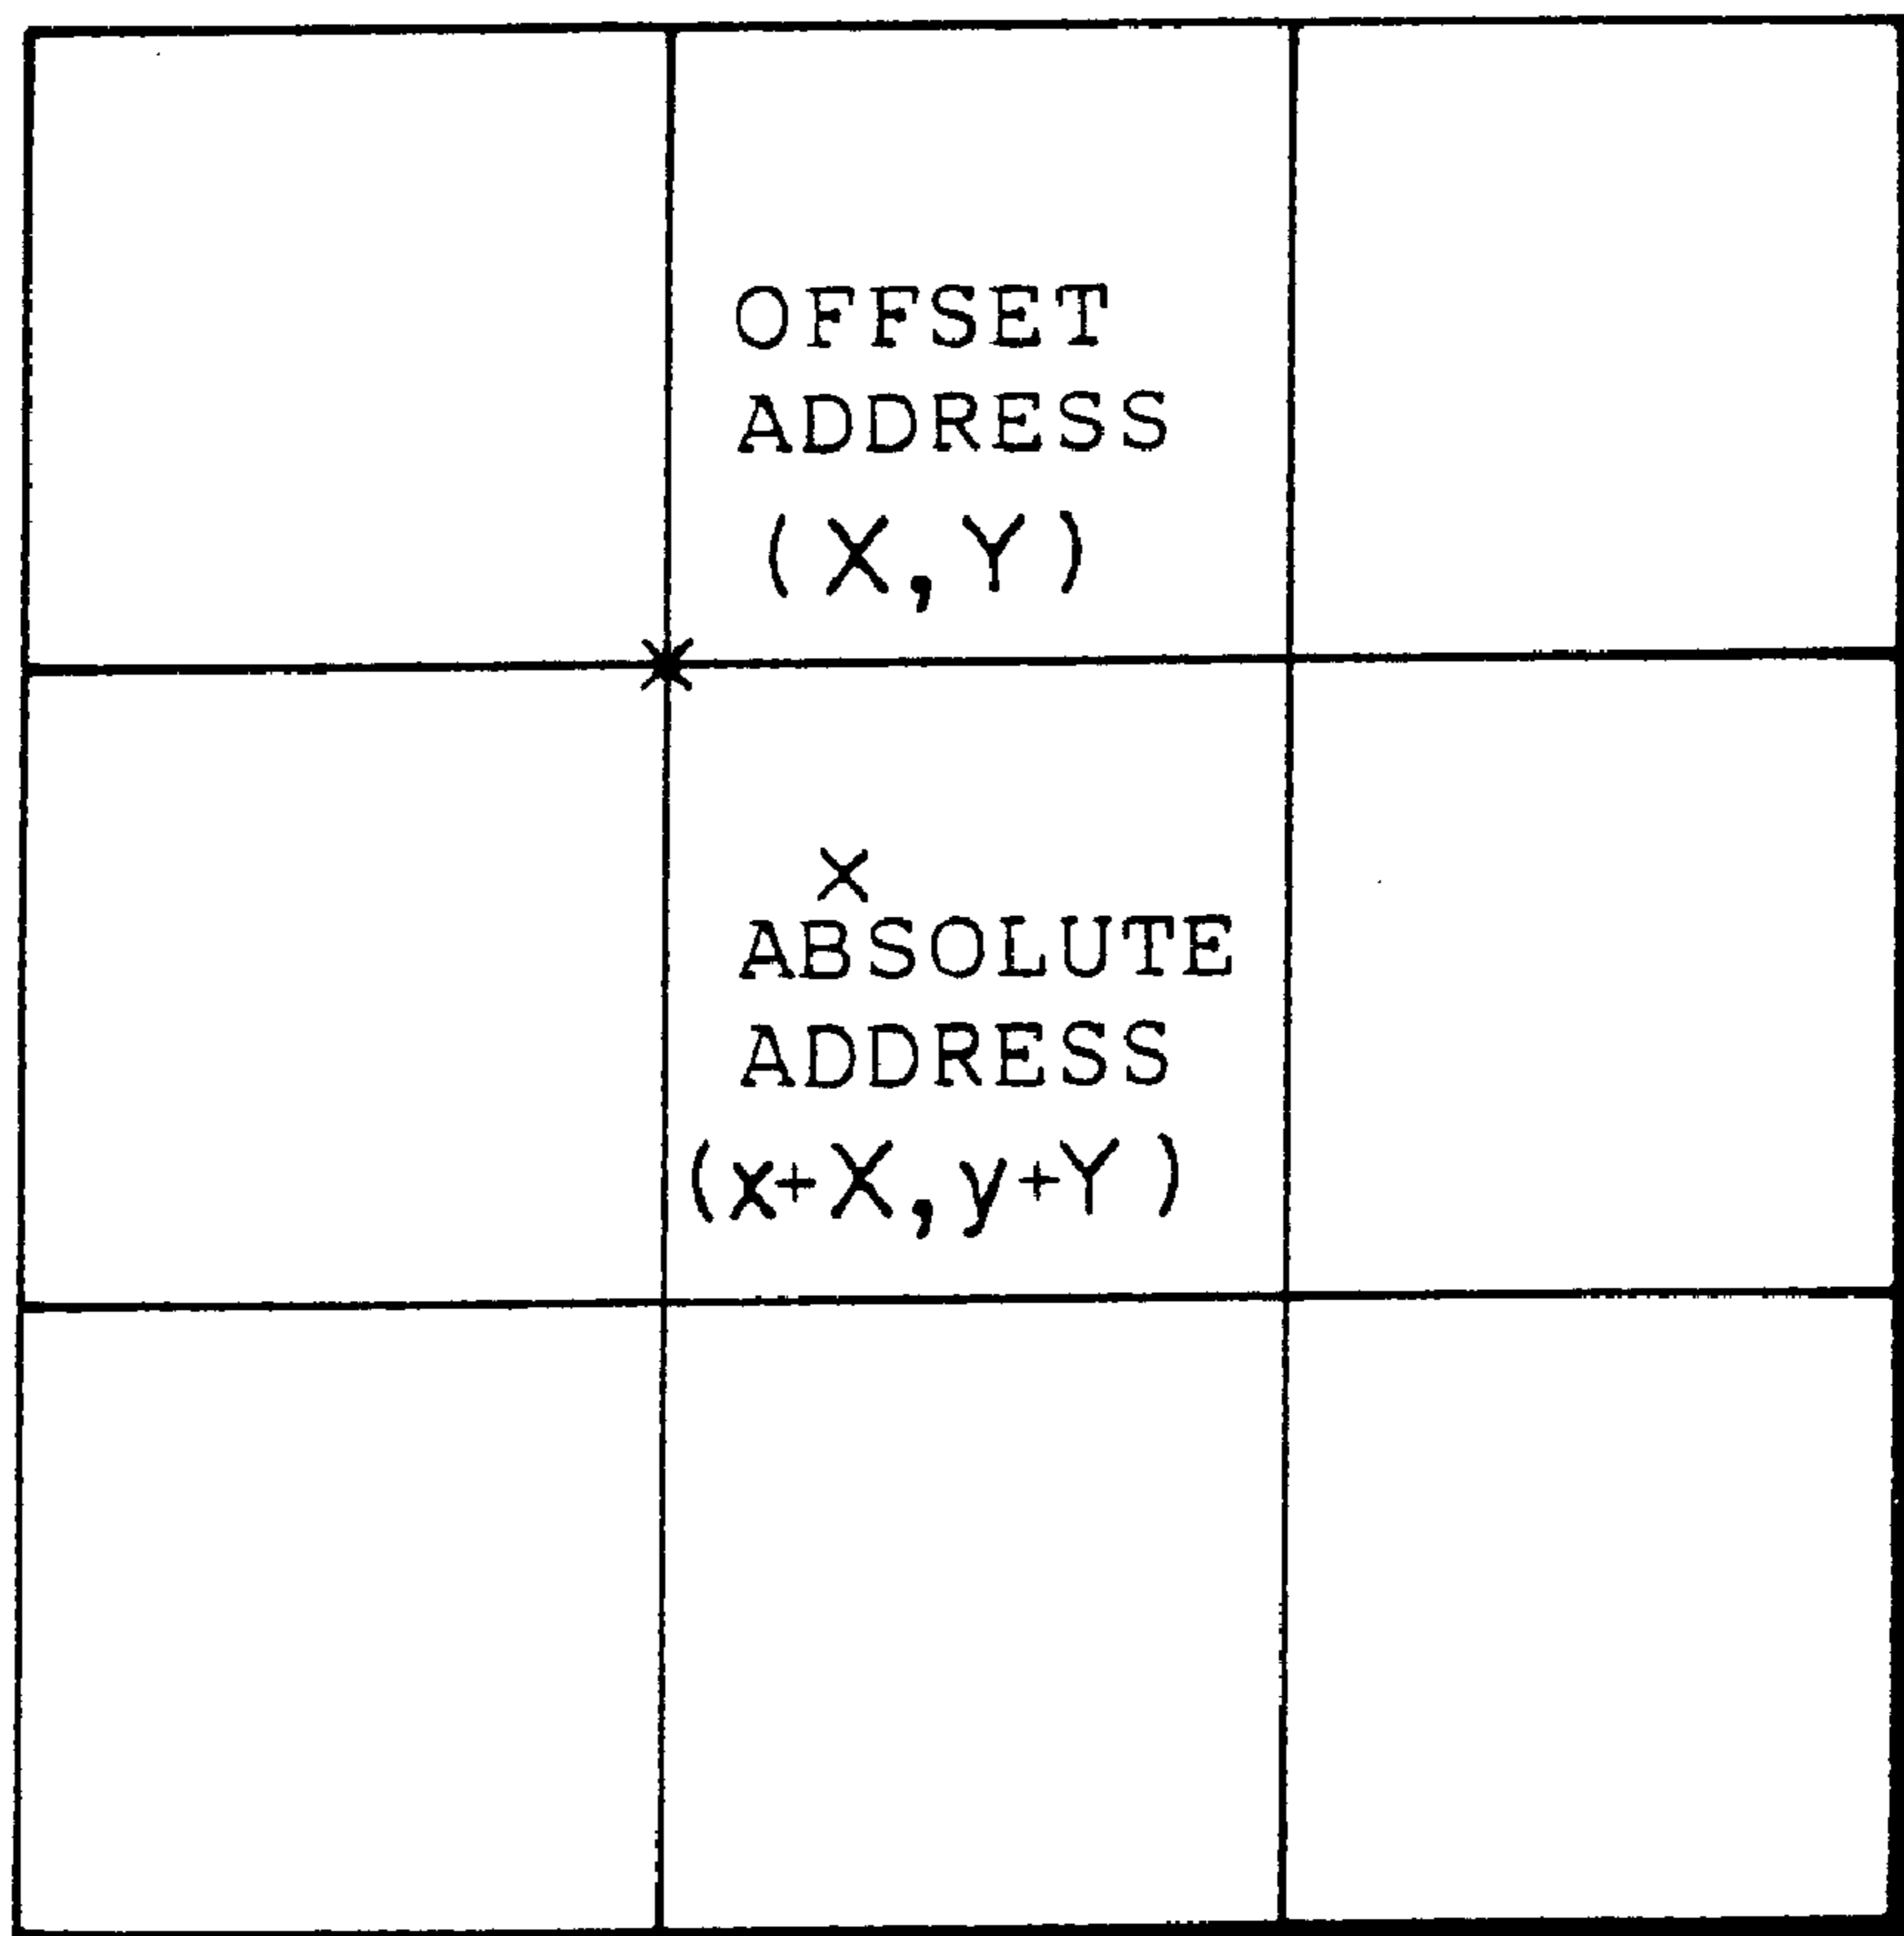 OFFSET
ADDRESS
(X,Y)
×
ABSOLUTE
ADDRESS
(x+X,y+Y)